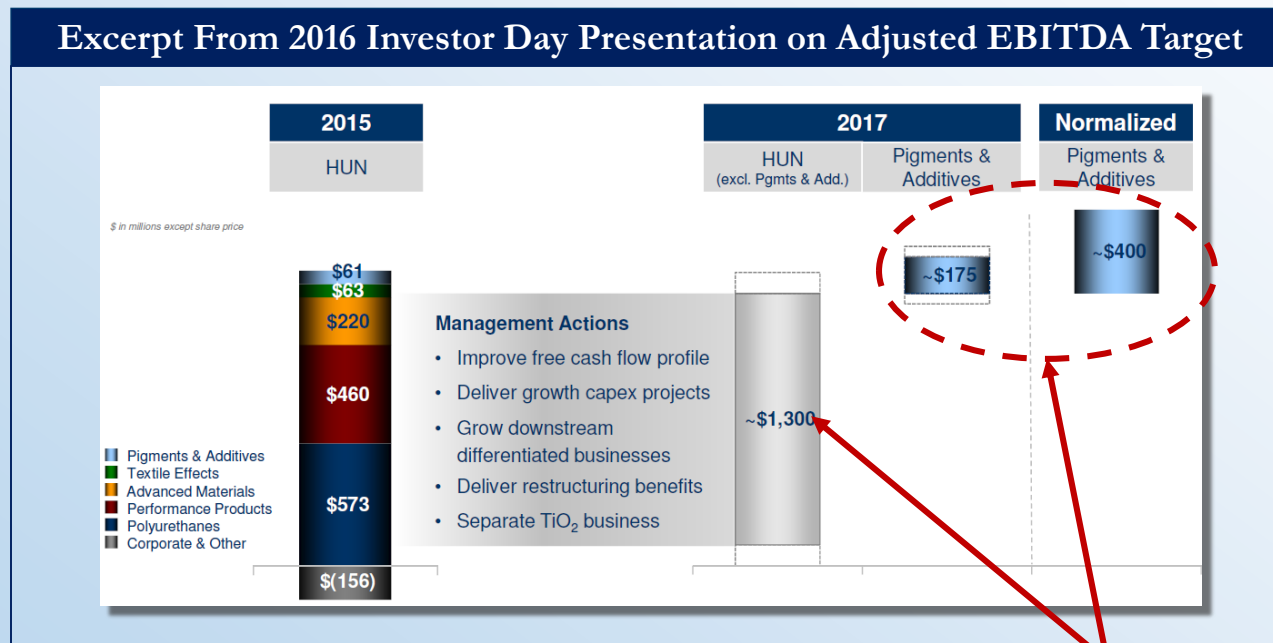 Excerpt From 2016 Investor Day Presentation on Adjusted EBITDA Target
2015
HUN
2017
HUN
(excl. Pgmts & Add.)
Pigments &
Additives
Normalized
Pigments &
Additives
$ in millions except share price
$61
$63
$220
$460
$573
$(156)
Pigments & Additives
Textile Effects
Advanced Materials
Performance Products
Polyurethanes
Corporate & Other
Management Actions
• Improve free cash flow profile
• Deliver growth capex projects
• Grow downstream
differentiated businesses
• Deliver restructuring benefits
• Separate TiO₂ business
~$1,300
~$175
~$400